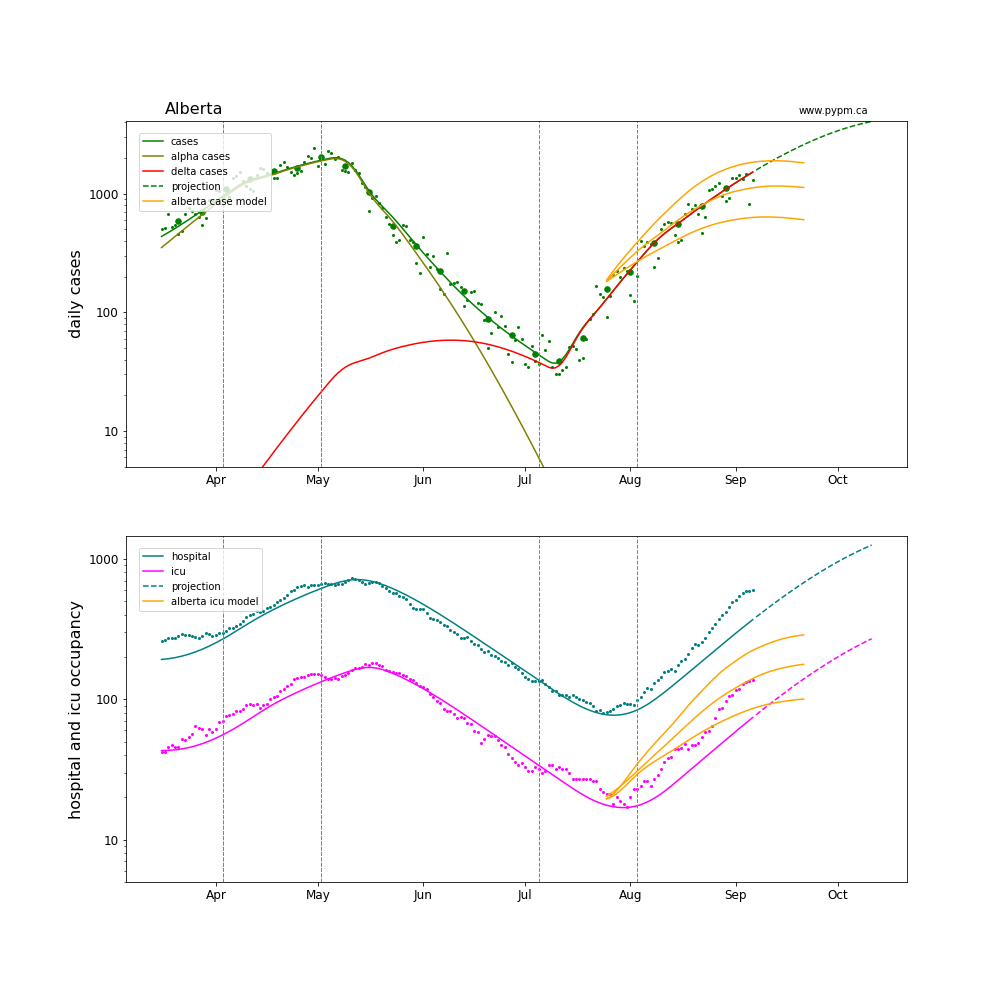 Alberta
www.pypm.ca
cases
alpha cases
delta cases
projection
alberta case model
daily cases
1000
100
10
Apr May Jun Jul Aug Sep Oct
hospital
icu
projection
alberta icu model
hospital and icu occupancy
1000
100
10
Apr May Jun Jul Aug Sep Oct